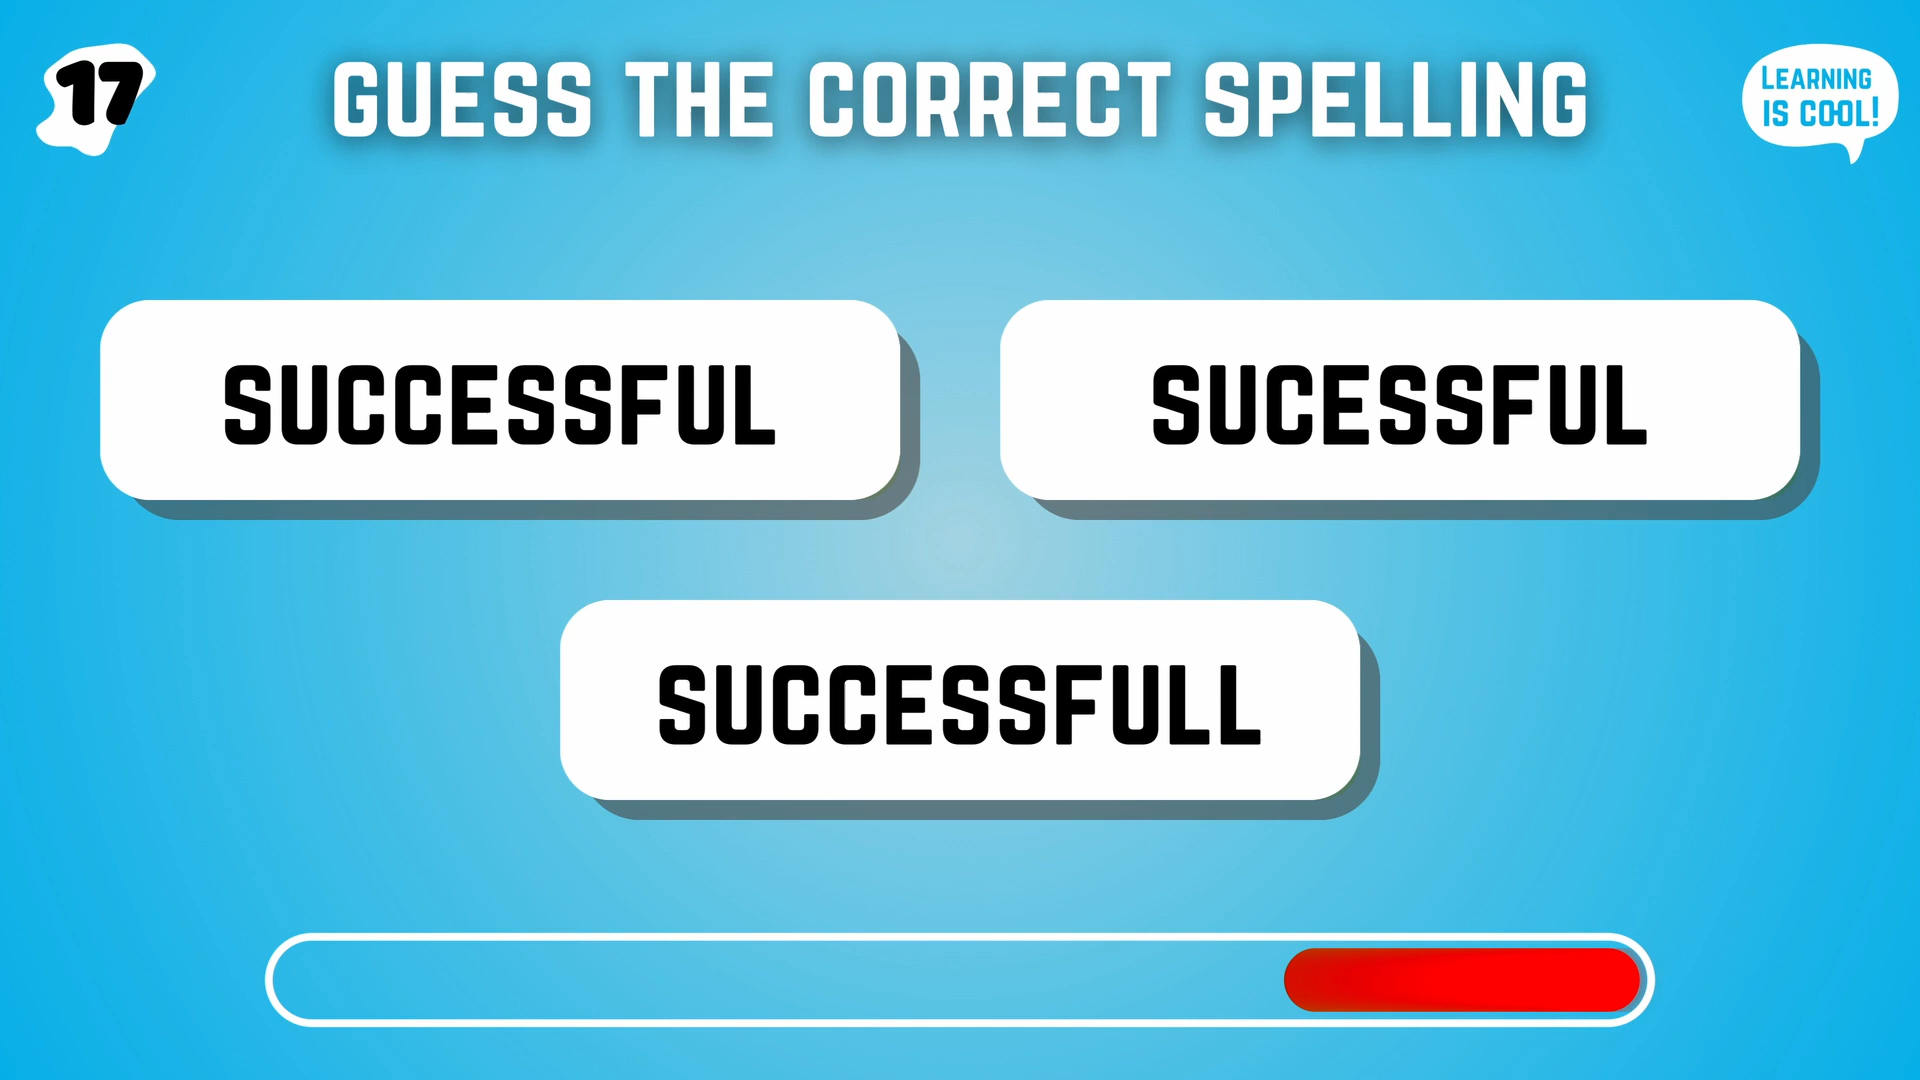 17
GUESS THE CORRECT SPELLING
LEARNING
IS COOL!
SUCCESSFUL
SUCESSFUL
SUCCESSFULL